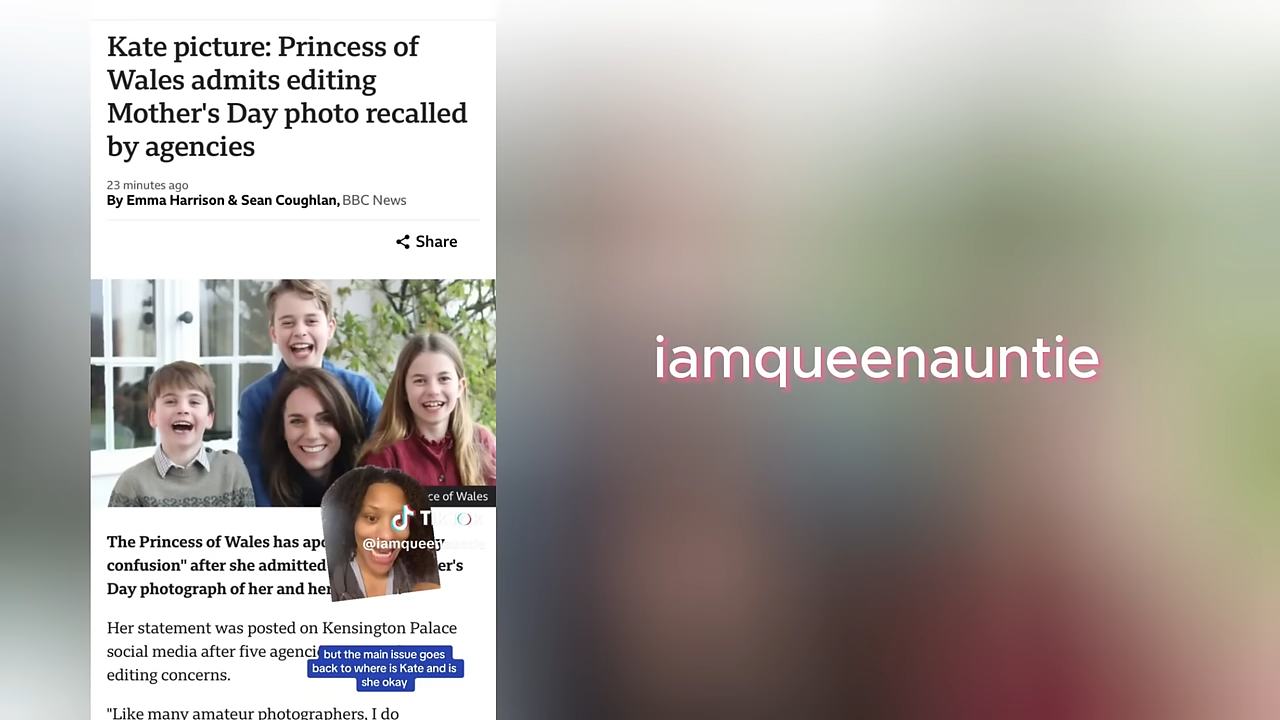 Kate picture: Princess of
Wales admits editing
Mother's Day photo recalled
by agencies
23 minutes ago
By Emma Harrison & Sean Coughlan, BBC News
Share
ce of Wales
TikTok
@iamqueenauntie
The Princess of Wales has apo
confusion" after she admitted er's
Day photograph of her and her
Her statement was posted on Kensington Palace
social media after five agenci
editing concerns.
but the main issue goes
back to where is Kate and is
she okay
"Like many amateur photographers, I do
iamqueenauntie